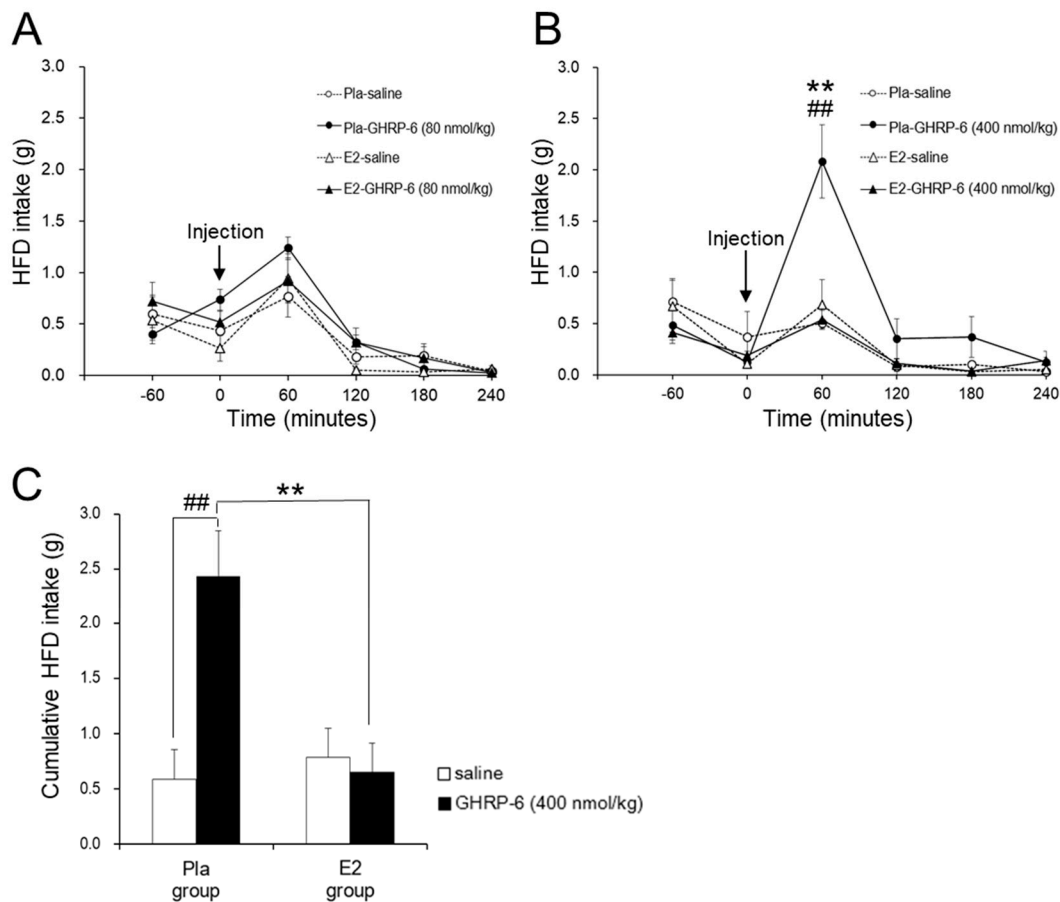 A
3.0
2.5
2.0
1.5
1.0
0.5
0.0
HFD intake (g)
Pla-saline
Pla-GHRP-6 (80 nmol/kg)
E2-saline
E2-GHRP-6 (80 nmol/kg)
Injection
-60 0 60 120 180 240
Time (minutes)
B
3.0
2.5
2.0
1.5
1.0
0.5
0.0
HFD intake (g)
**
##
Pla-saline
Pla-GHRP-6 (400 nmol/kg)
E2-saline
E2-GHRP-6 (400 nmol/kg)
Injection
-60 0 60 120 180 240
Time (minutes)
C
## **
3.0
2.5
2.0
1.5
1.0
0.5
0.0
Cumulative HFD intake (g)
saline
GHRP-6 (400 nmol/kg)
Pla
group
E2
group